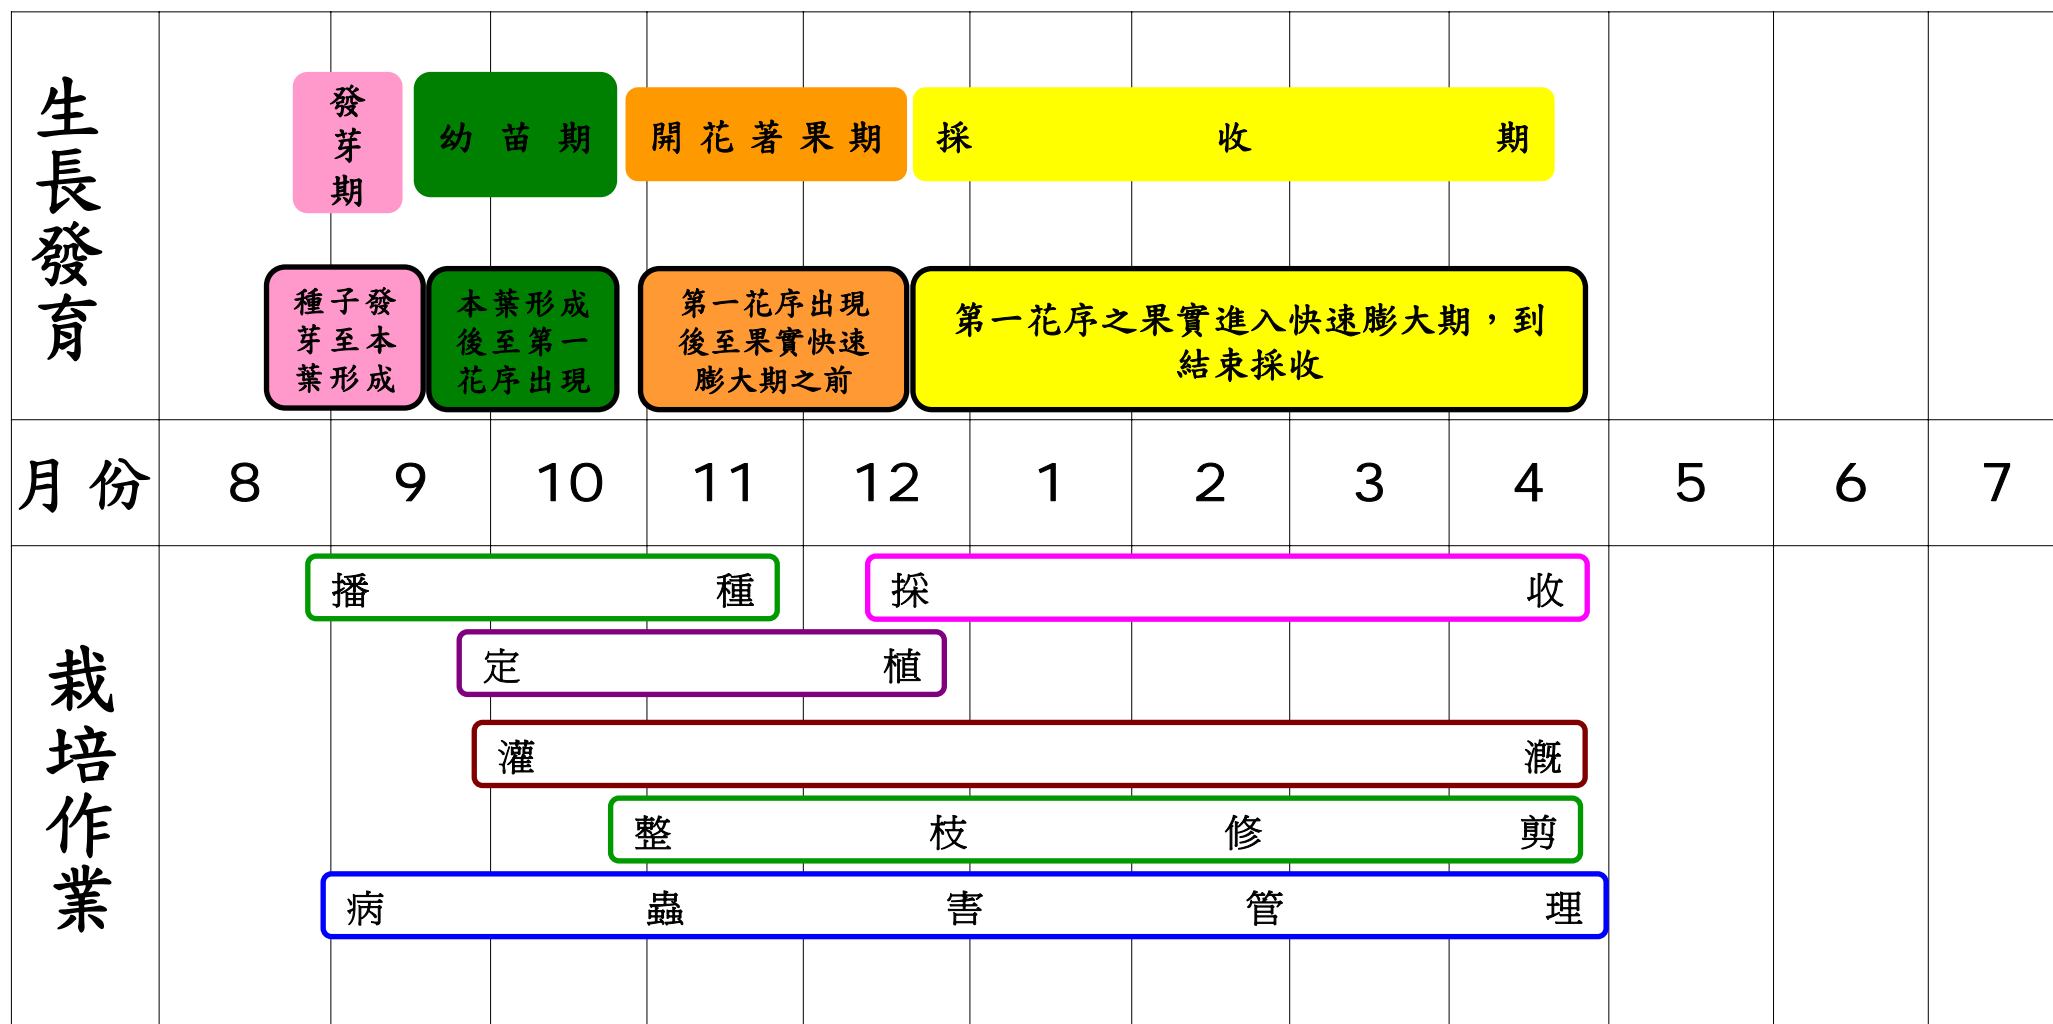 生長發育
發芽期
幼苗期
開花著果期
採收期
種子發
芽至本
葉形成
本葉形成
後至第一
花序出現
第一花序出現
後至果實快速
膨大期之前
第一花序之果實進入快速膨大期，到
結束採收
月份 8 9 10 11 12 1 2 3 4 5 6 7
栽培作業
播種
採收
定植
灌溉
整枝修剪
病蟲害管理